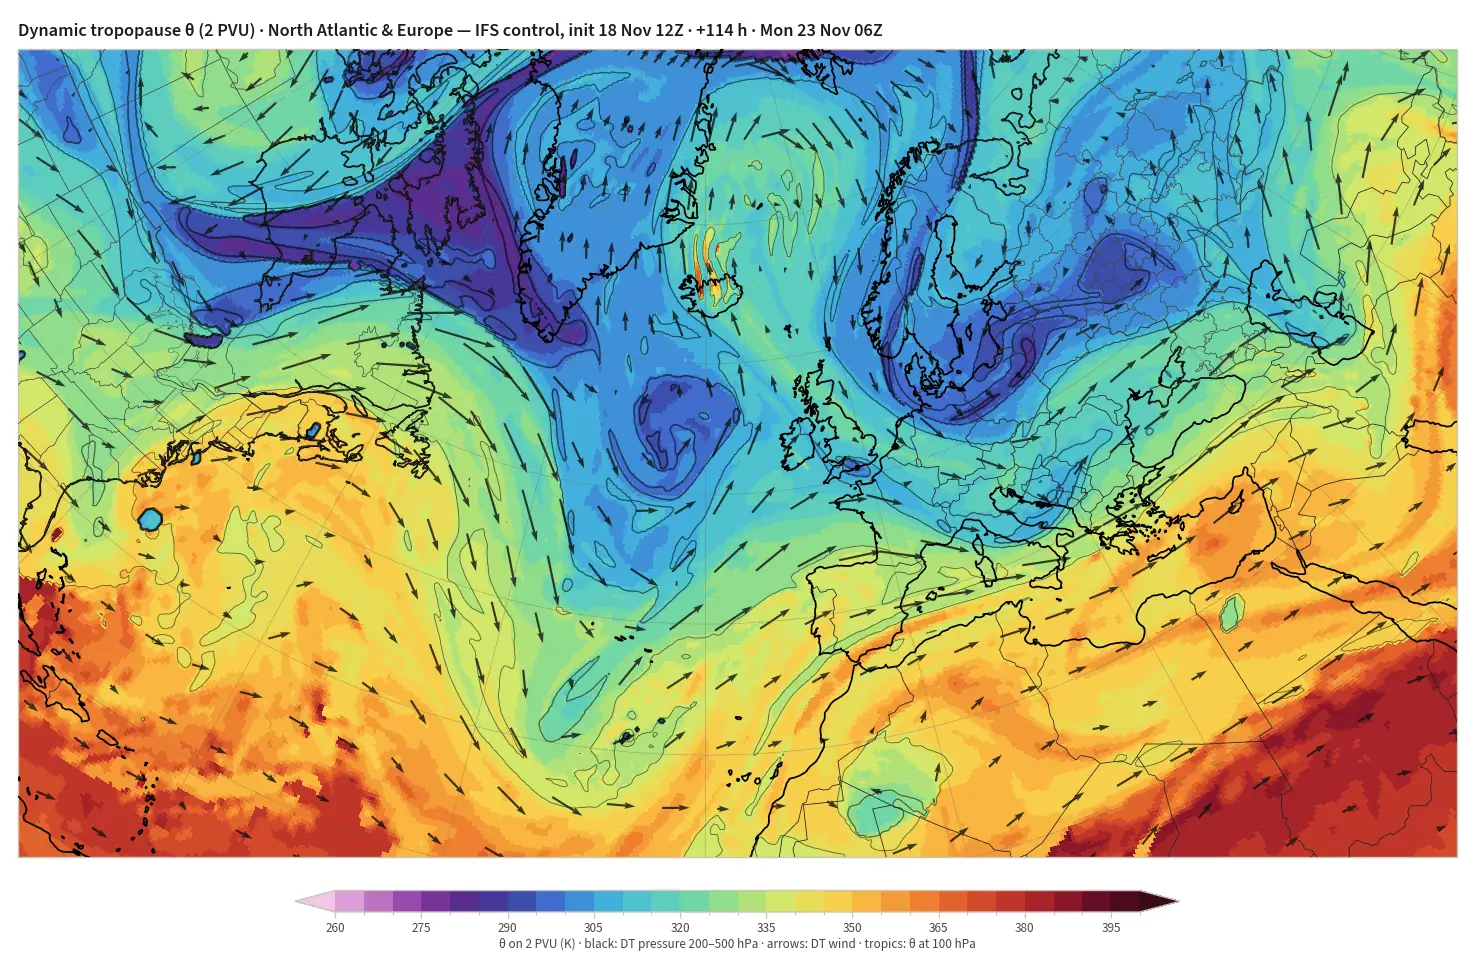 Dynamic tropopause θ (2 PVU) · North Atlantic & Europe — IFS control, init 18 Nov 12Z · +114 h · Mon 23 Nov 06Z
260 275 290 305 320 335 350 365 380 395
θ on 2 PVU (K) · black: DT pressure 200–500 hPa · arrows: DT wind · tropics: θ at 100 hPa